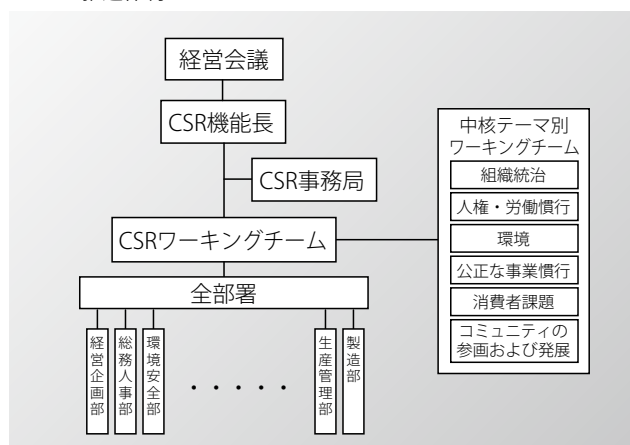 経営会議
CSR機能長
CSR事務局
CSRワーキングチーム
全部署
経営企画部
総務人事部
環境安全部
・・・・・
生産管理部
製造部
中核テーマ別
ワーキングチーム
組織統治
人権・労働慣行
環境
公正な事業慣行
消費者課題
コミュニティの
参画および発展